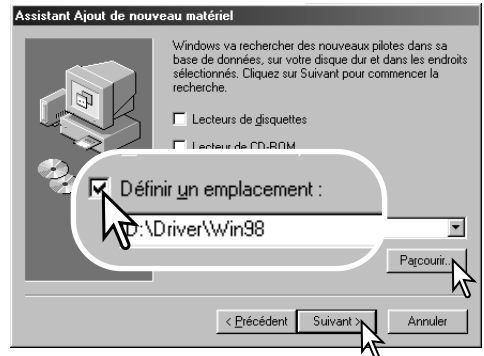 Assistant Ajout de nouveau matériel
Windows va rechercher des nouveaux pilotes dans sa
base de données, sur votre disque dur et dans les endroits
sélectionnés. Cliquez sur Suivant pour commencer la
recherche.
Lecteurs de disquettes
Lecteur de CD-ROM
Définir un emplacement :
D:\Driver\Win98
Parcourir...
< Précédent
Suivant >
Annuler